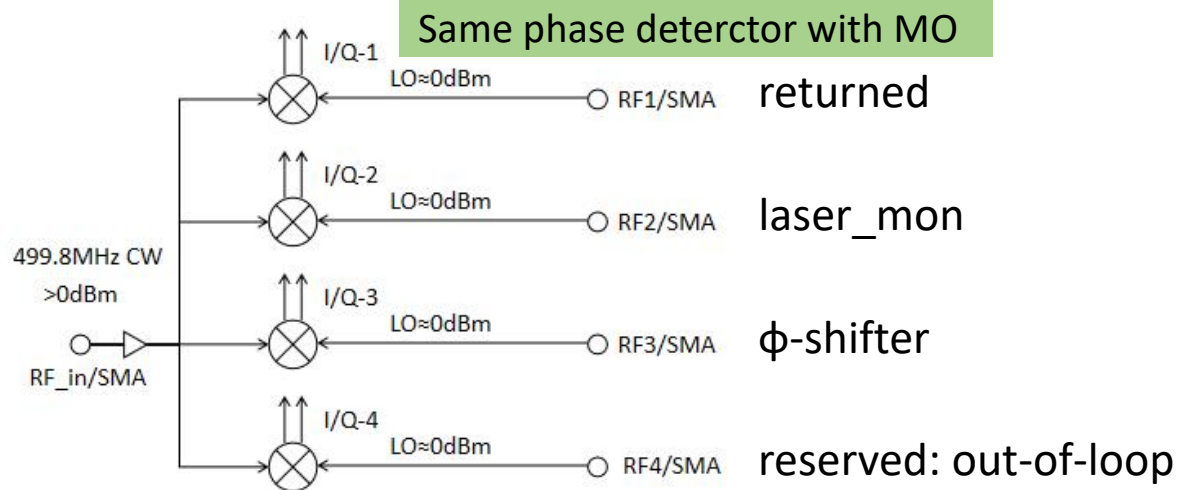 Same phase deterctor with MO
I/Q-1
LO≈0dBm
RF1/SMA
returned
I/Q-2
LO≈0dBm
RF2/SMA
laser_mon
499.8MHz CW
>0dBm
RF_in/SMA
I/Q-3
LO≈0dBm
RF3/SMA
ϕ-shifter
I/Q-4
LO≈0dBm
RF4/SMA
reserved: out-of-loop